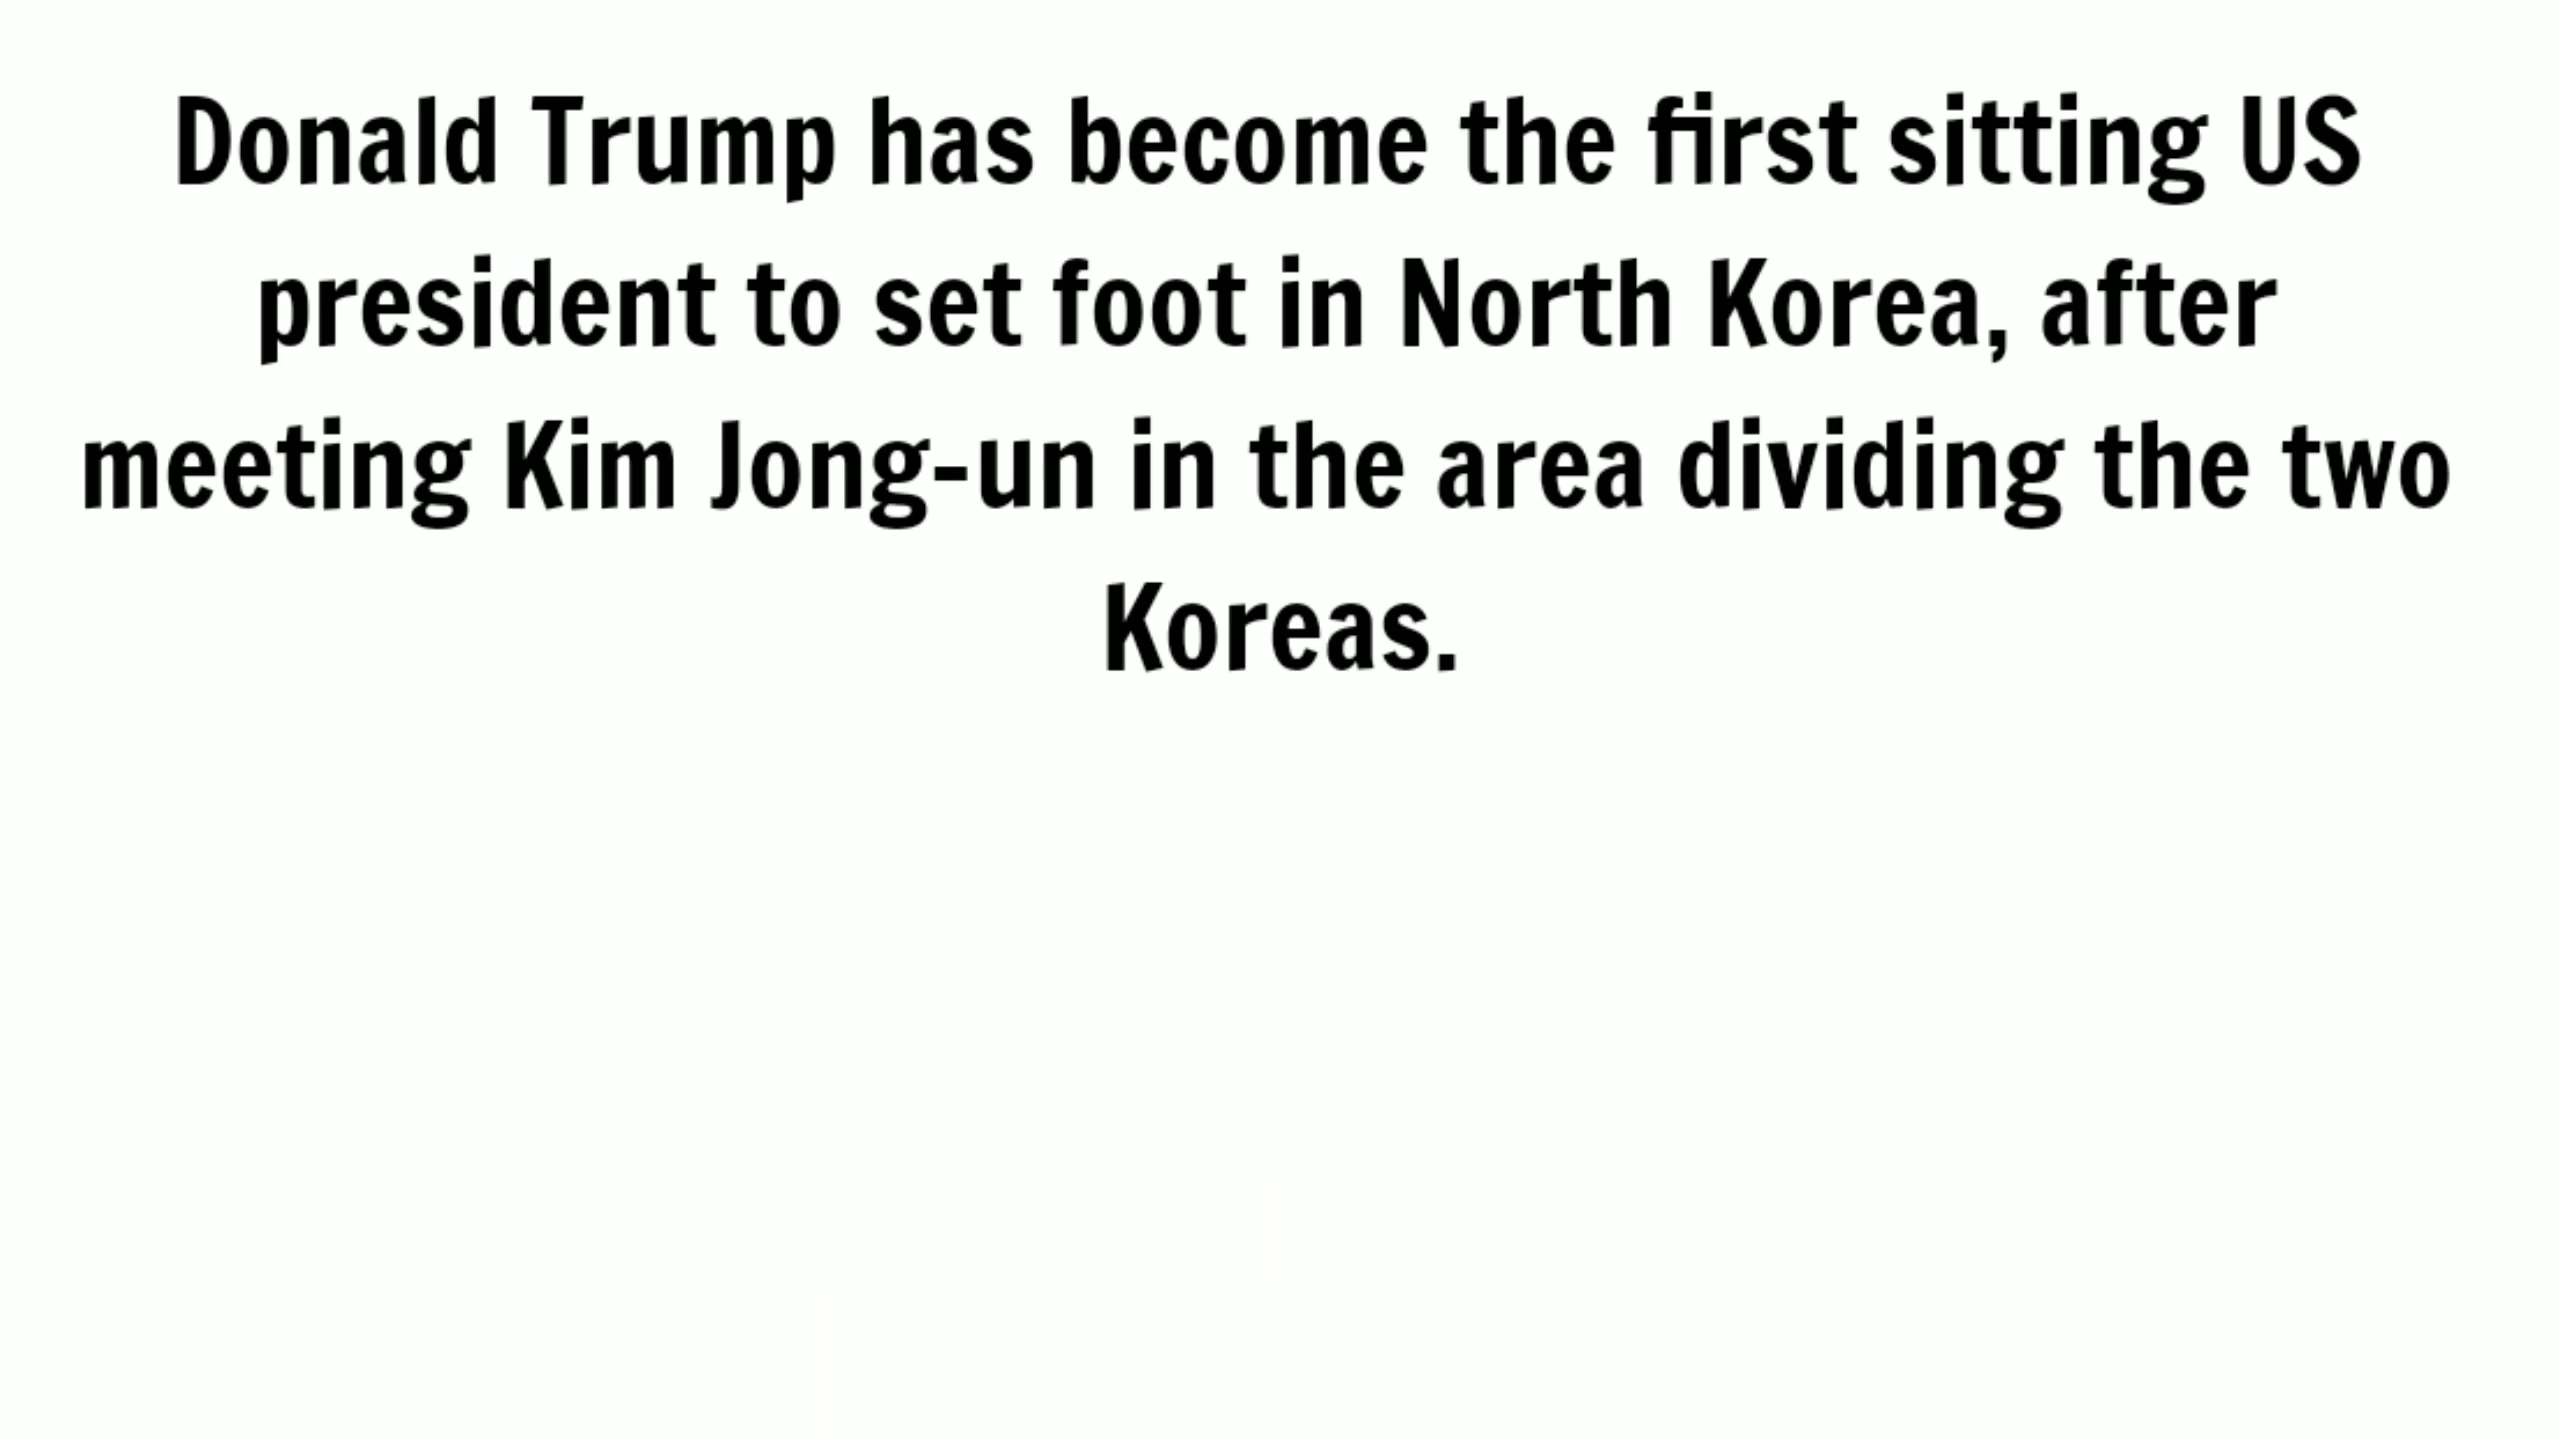 Donald Trump has become the first sitting US
president to set foot in North Korea, after
meeting Kim Jong-un in the area dividing the two
Koreas.